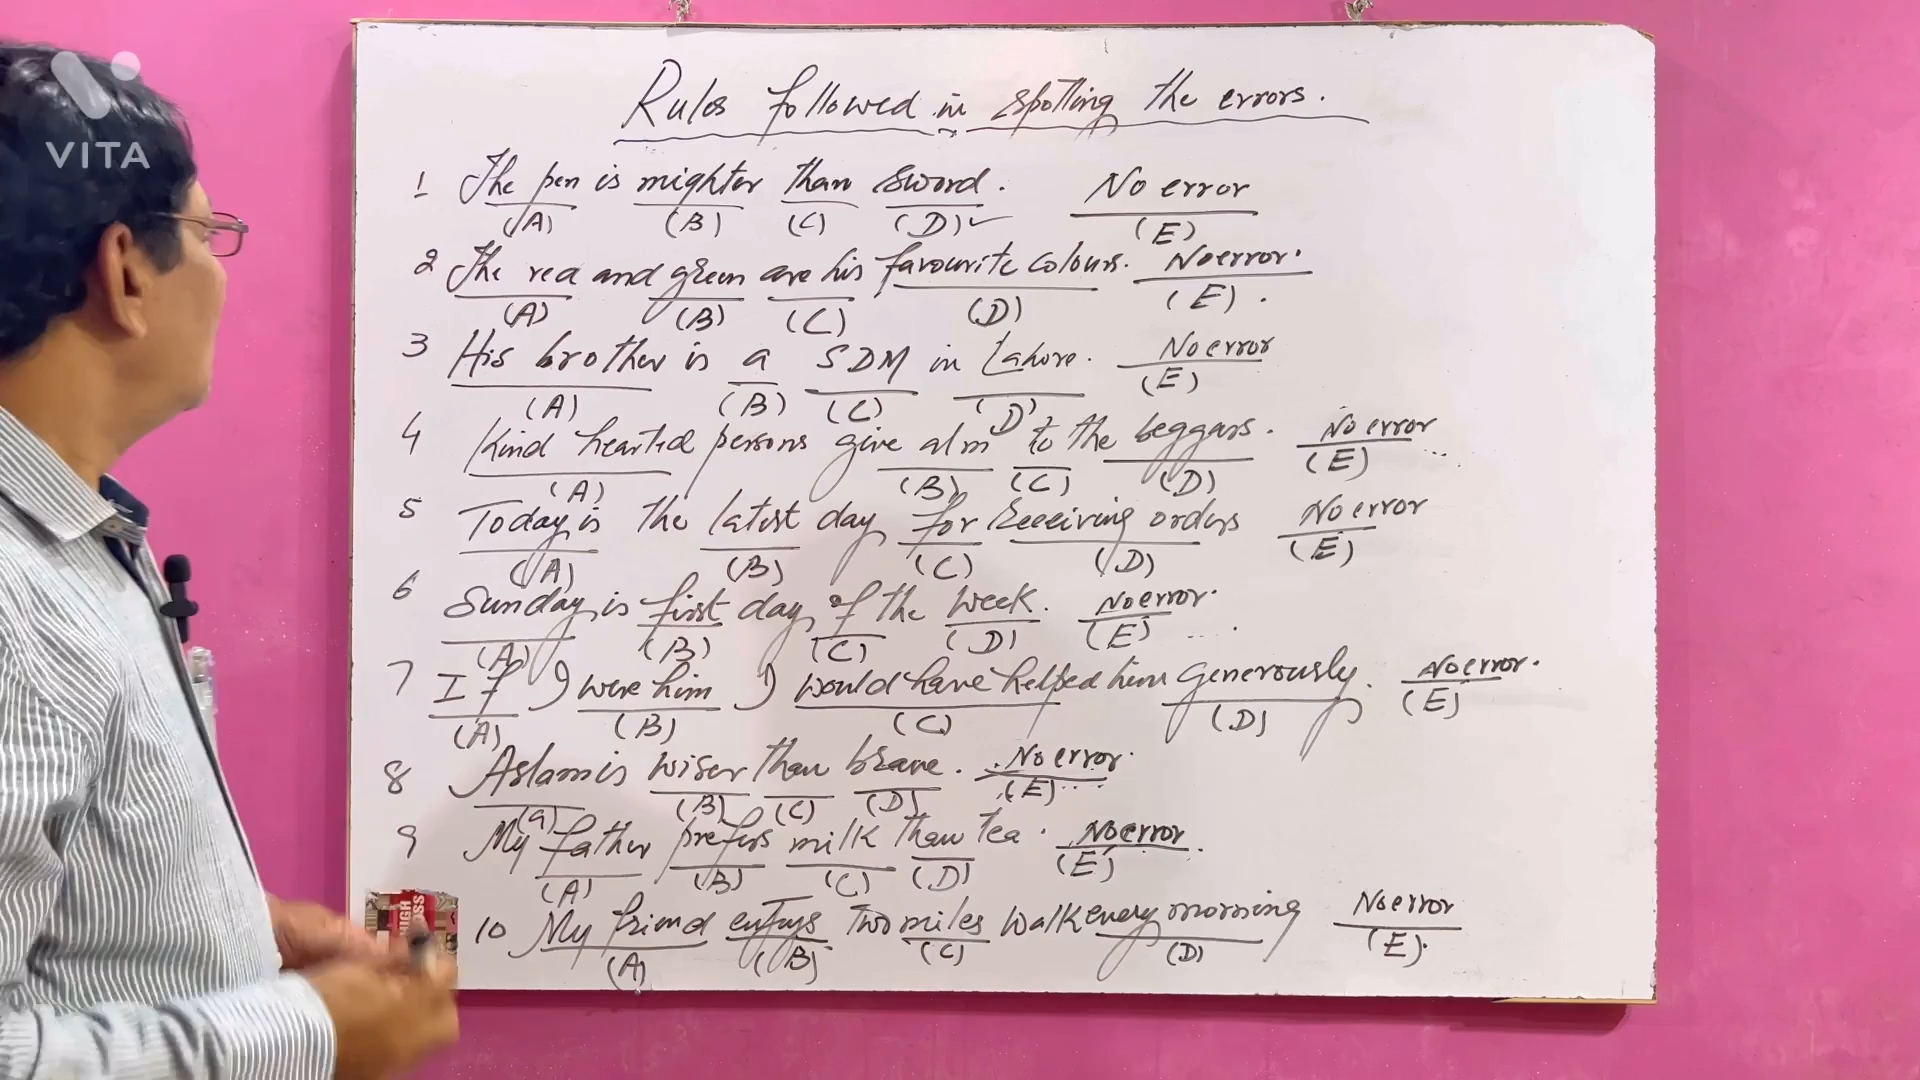 VITA
Rules followed in spotting the errors.
1 The pen is mighter than sword. No error
(A) (B) (C) (D)✓ (E)
2 The red and green are his favourite colours. No error.
(A) (B) (C) (D) (E).
3 His brother is a SDM in Lahore. No error
(A) (B) (C) (D) (E)
4 Kind hearted persons give alm to the beggars. No error
(A) (B) (C) (D) (E)
5 Today is the latest day for receiving orders No error
(A) (B) (C) (D) (E)
6 Sunday is first day of the week. No error.
(A) (B) (C) (D) (E)
7 If I were him I would have helped him generously. No error.
(A) (B) (C) (D) (E)
8 Aslam is wiser than brave. No error.
(a) (B) (C) (D) (E)
9 My father prefers milk than tea. No error.
(A) (B) (C) (D) (E)
10 My friend enjoys two miles walk every morning No error
(A) (B) (C) (D) (E).